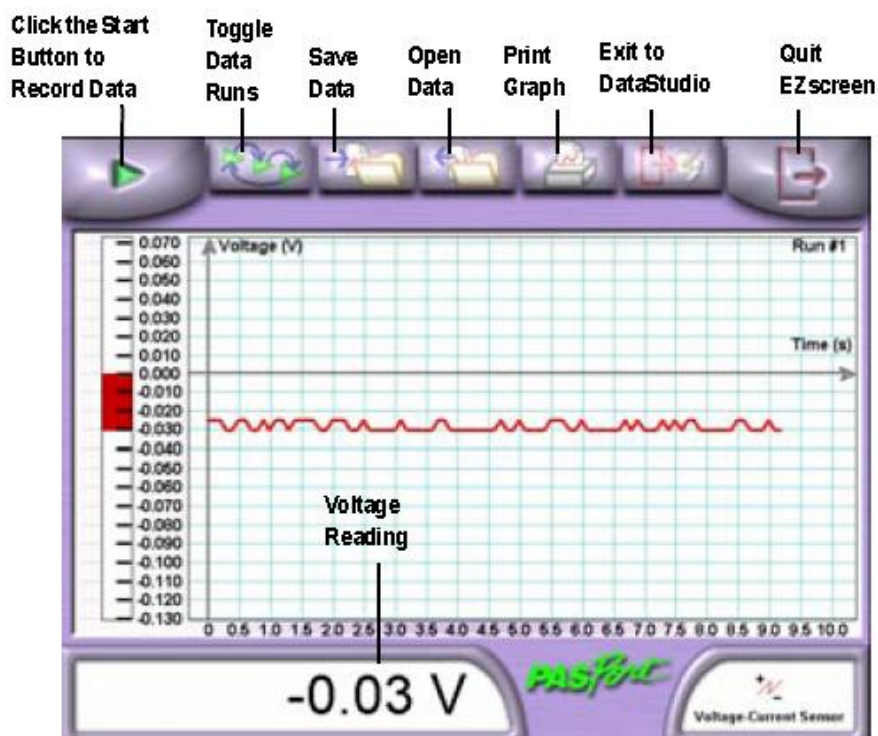 Click the Start
Button to
Record Data
Toggle
Data
Runs
Save
Data
Open
Data
Print
Graph
Exit to
DataStudio
Quit
EZscreen
0.070
0.060
0.050
0.040
0.030
0.020
0.010
0.000
-0.010
-0.020
-0.030
-0.040
-0.050
-0.060
-0.070
-0.080
-0.090
-0.100
-0.110
-0.120
-0.130
Voltage (V)
Run #1
Time (s)
Voltage
Reading
0 0.5 1.0 1.5 2.0 2.5 3.0 3.5 4.0 4.5 5.0 5.5 6.0 6.5 7.0 7.5 8.0 8.5 9.0 9.5 10.0
-0.03 V
PASPort
Voltage-Current Sensor